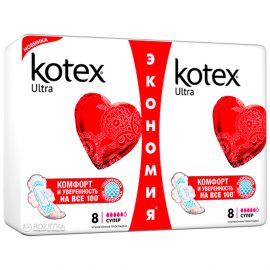 НОВИНКА
kotex
Ultra
КОМФОРТ
И УВЕРЕННОСТЬ
НА ВСЕ 100*
8 СУПЕР
ЭКОНОМИЯ*
kotex
Ultra
КОМФОРТ
И УВЕРЕННОСТЬ
НА ВСЕ 100*
8 СУПЕР
ROZETKA